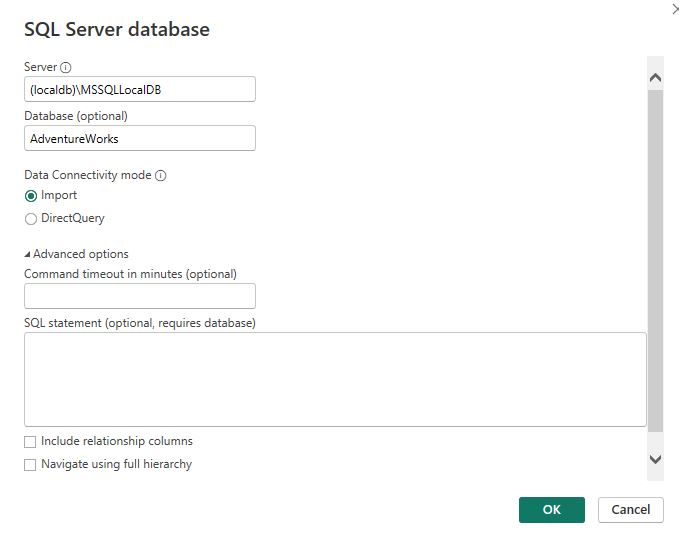 SQL Server database
Server
(localdb)\MSSQLLocalDB
Database (optional)
AdventureWorks
Data Connectivity mode
Import
DirectQuery
Advanced options
Command timeout in minutes (optional)
SQL statement (optional, requires database)
Include relationship columns
Navigate using full hierarchy
OK Cancel